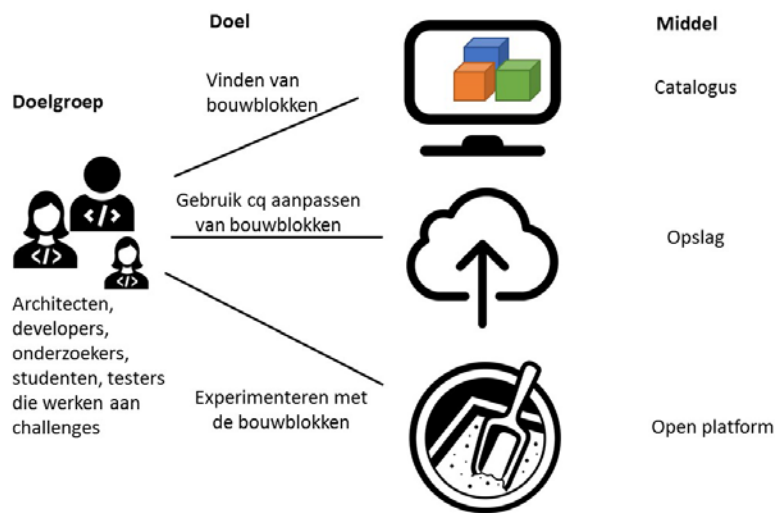 Doel
Middel
Doelgroep
Vinden van
bouwblokken
Catalogus
</>
</>
</>
Gebruik cq aanpassen
van bouwblokken
Opslag
Architecten,
developers,
onderzoekers,
studenten, testers
die werken aan
challenges
Experimenteren met
de bouwblokken
Open platform